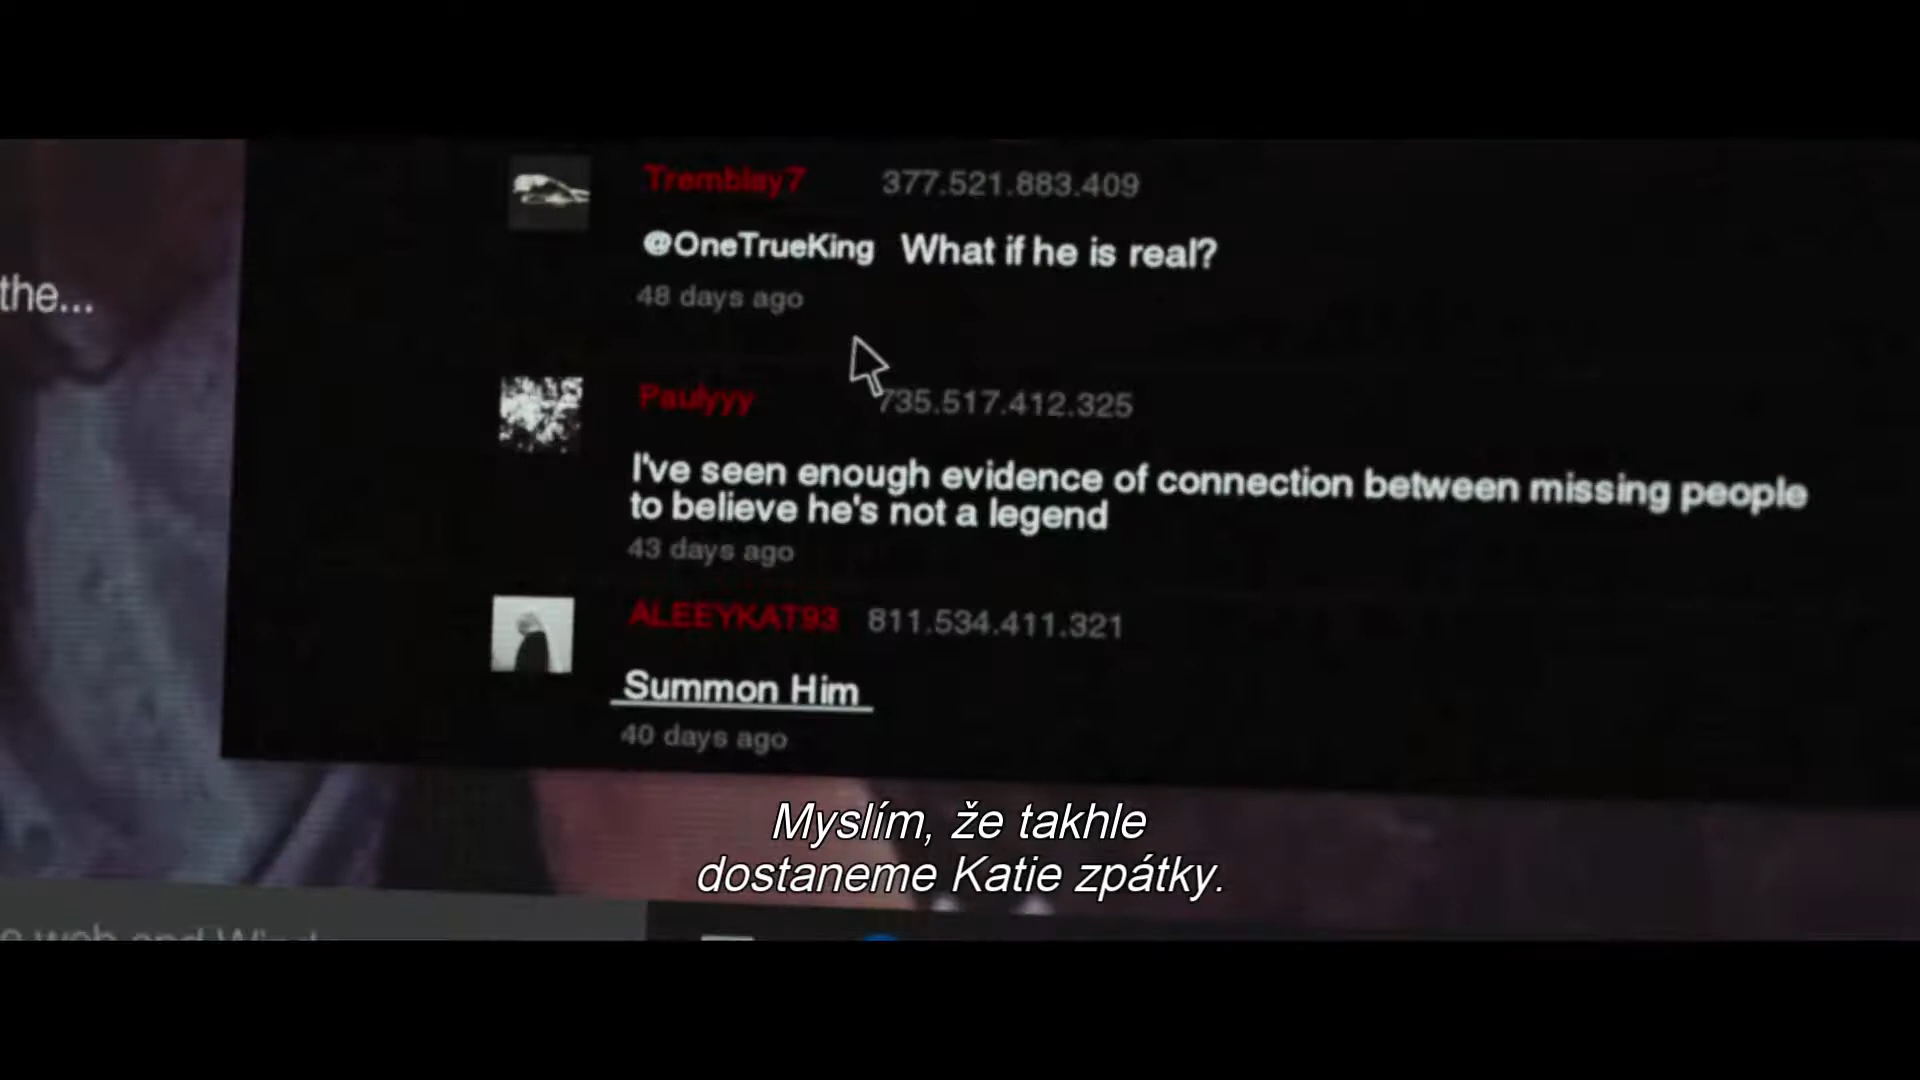 Tremblay7 377.521.883.409
@OneTrueKing What if he is real?
48 days ago
the...
Paulyyy 735.517.412.325
I've seen enough evidence of connection between missing people
to believe he's not a legend
43 days ago
ALEEYKAT93 811.534.411.321
Summon Him
40 days ago
Myslím, že takhle
dostaneme Katie zpátky.
web and